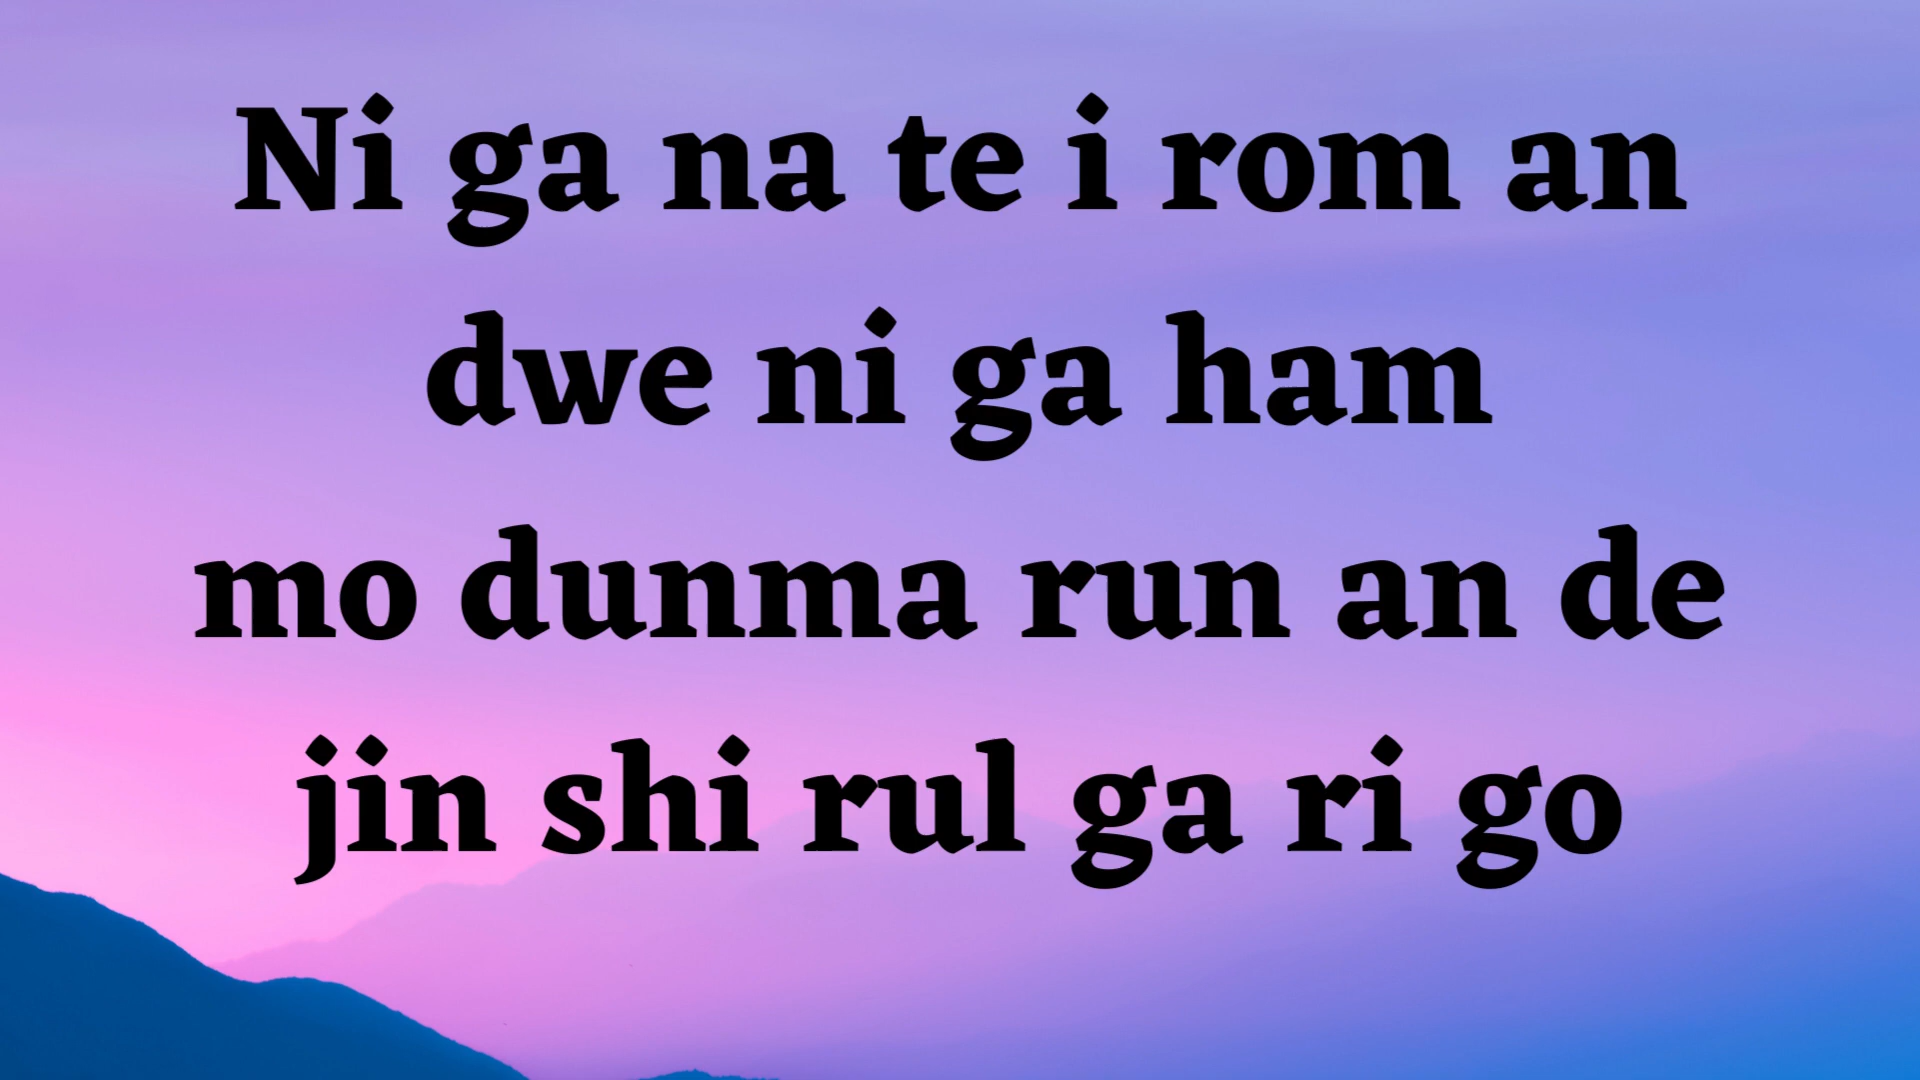 Ni ga na te i rom an
dwe ni ga ham
mo dunma run an de
jin shi rul ga ri go